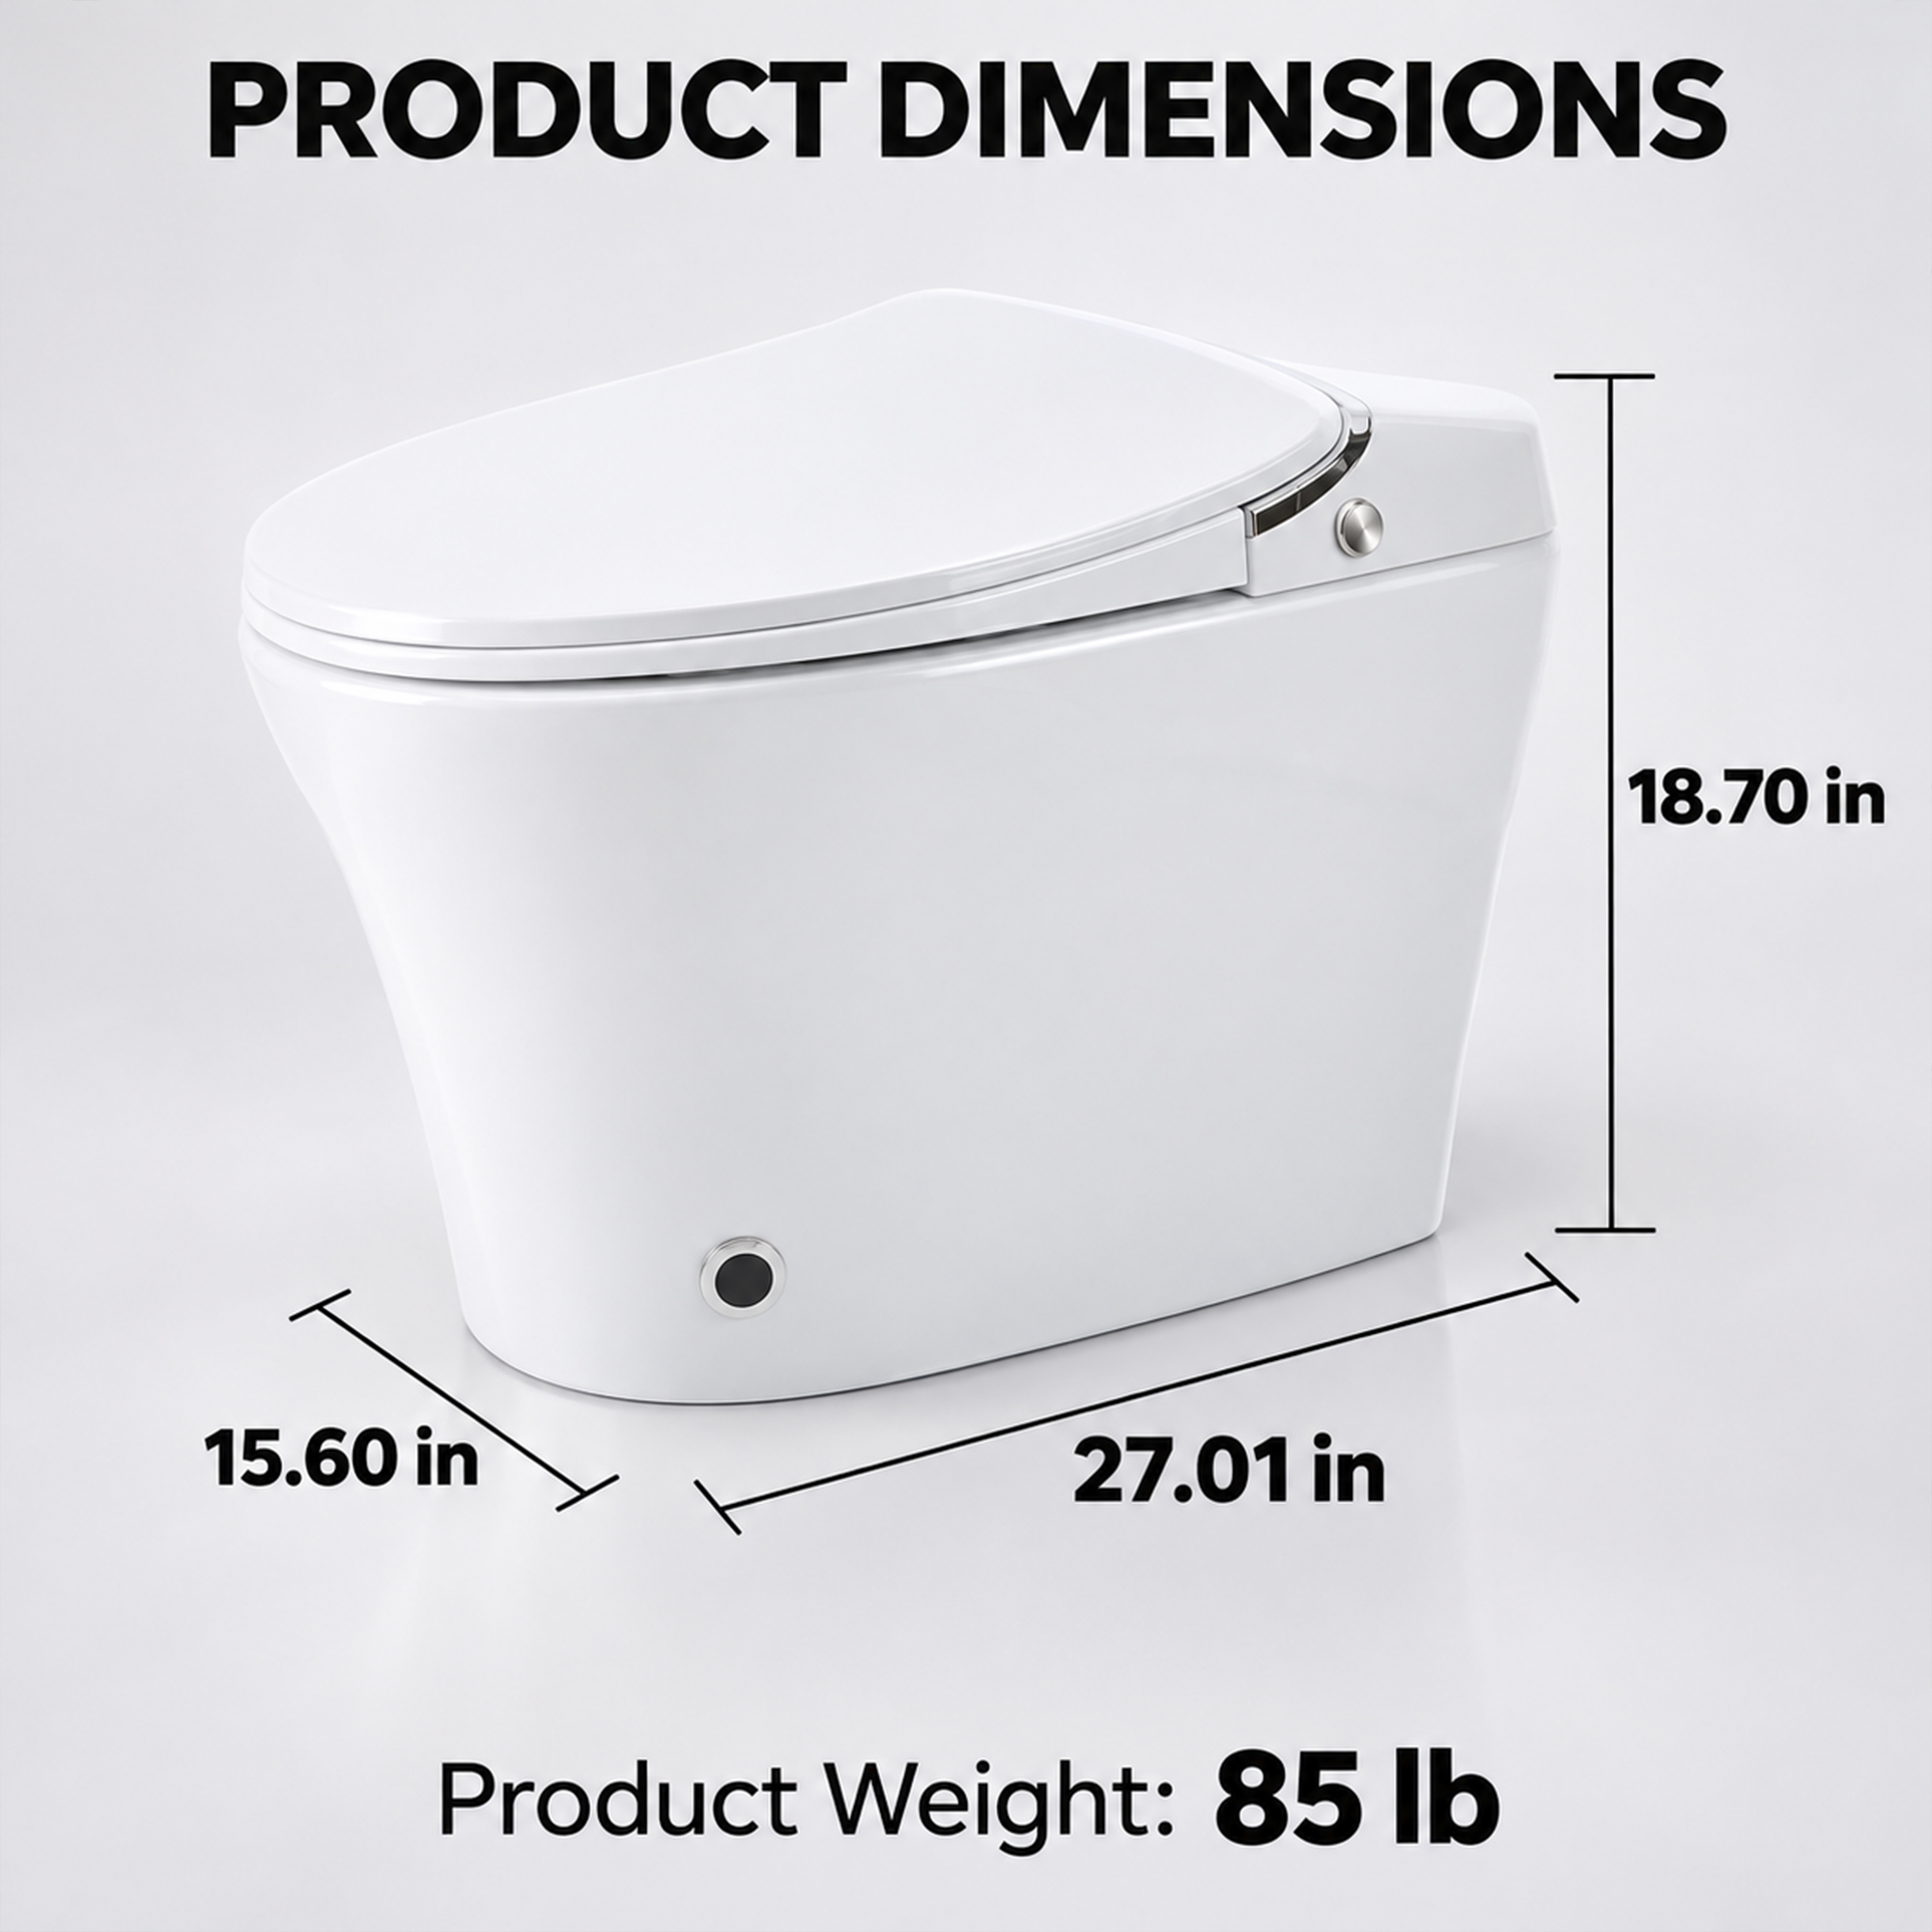 PRODUCT DIMENSIONS
18.70 in
15.60 in
27.01 in
Product Weight: 85 lb